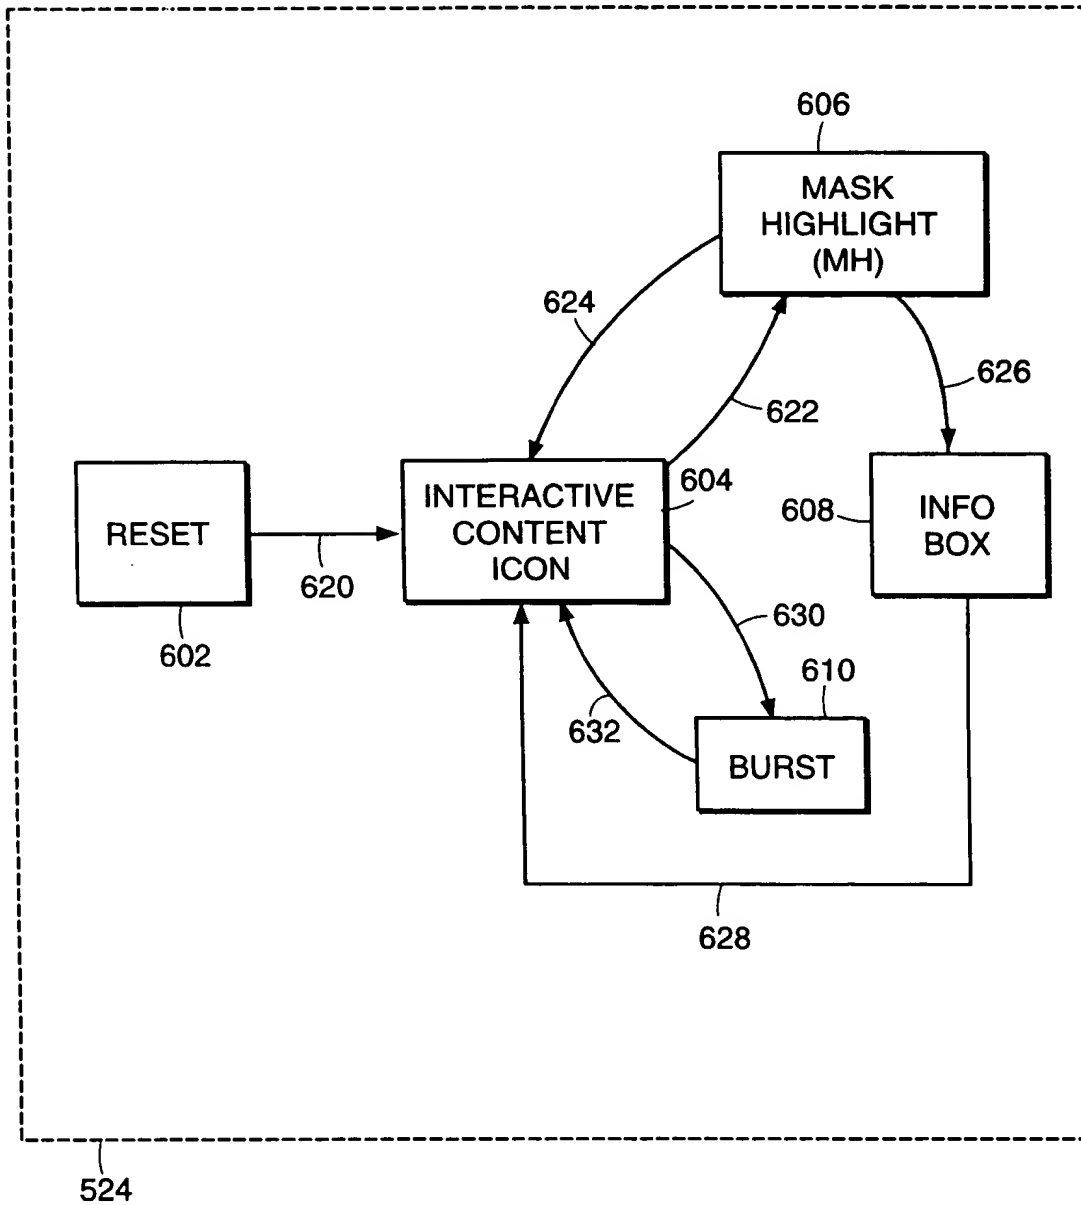 606
MASK
HIGHLIGHT
(MH)
624
622
626
RESET
620
602
INTERACTIVE
CONTENT
ICON
604
608
INFO
BOX
630
632
610
BURST
628
524